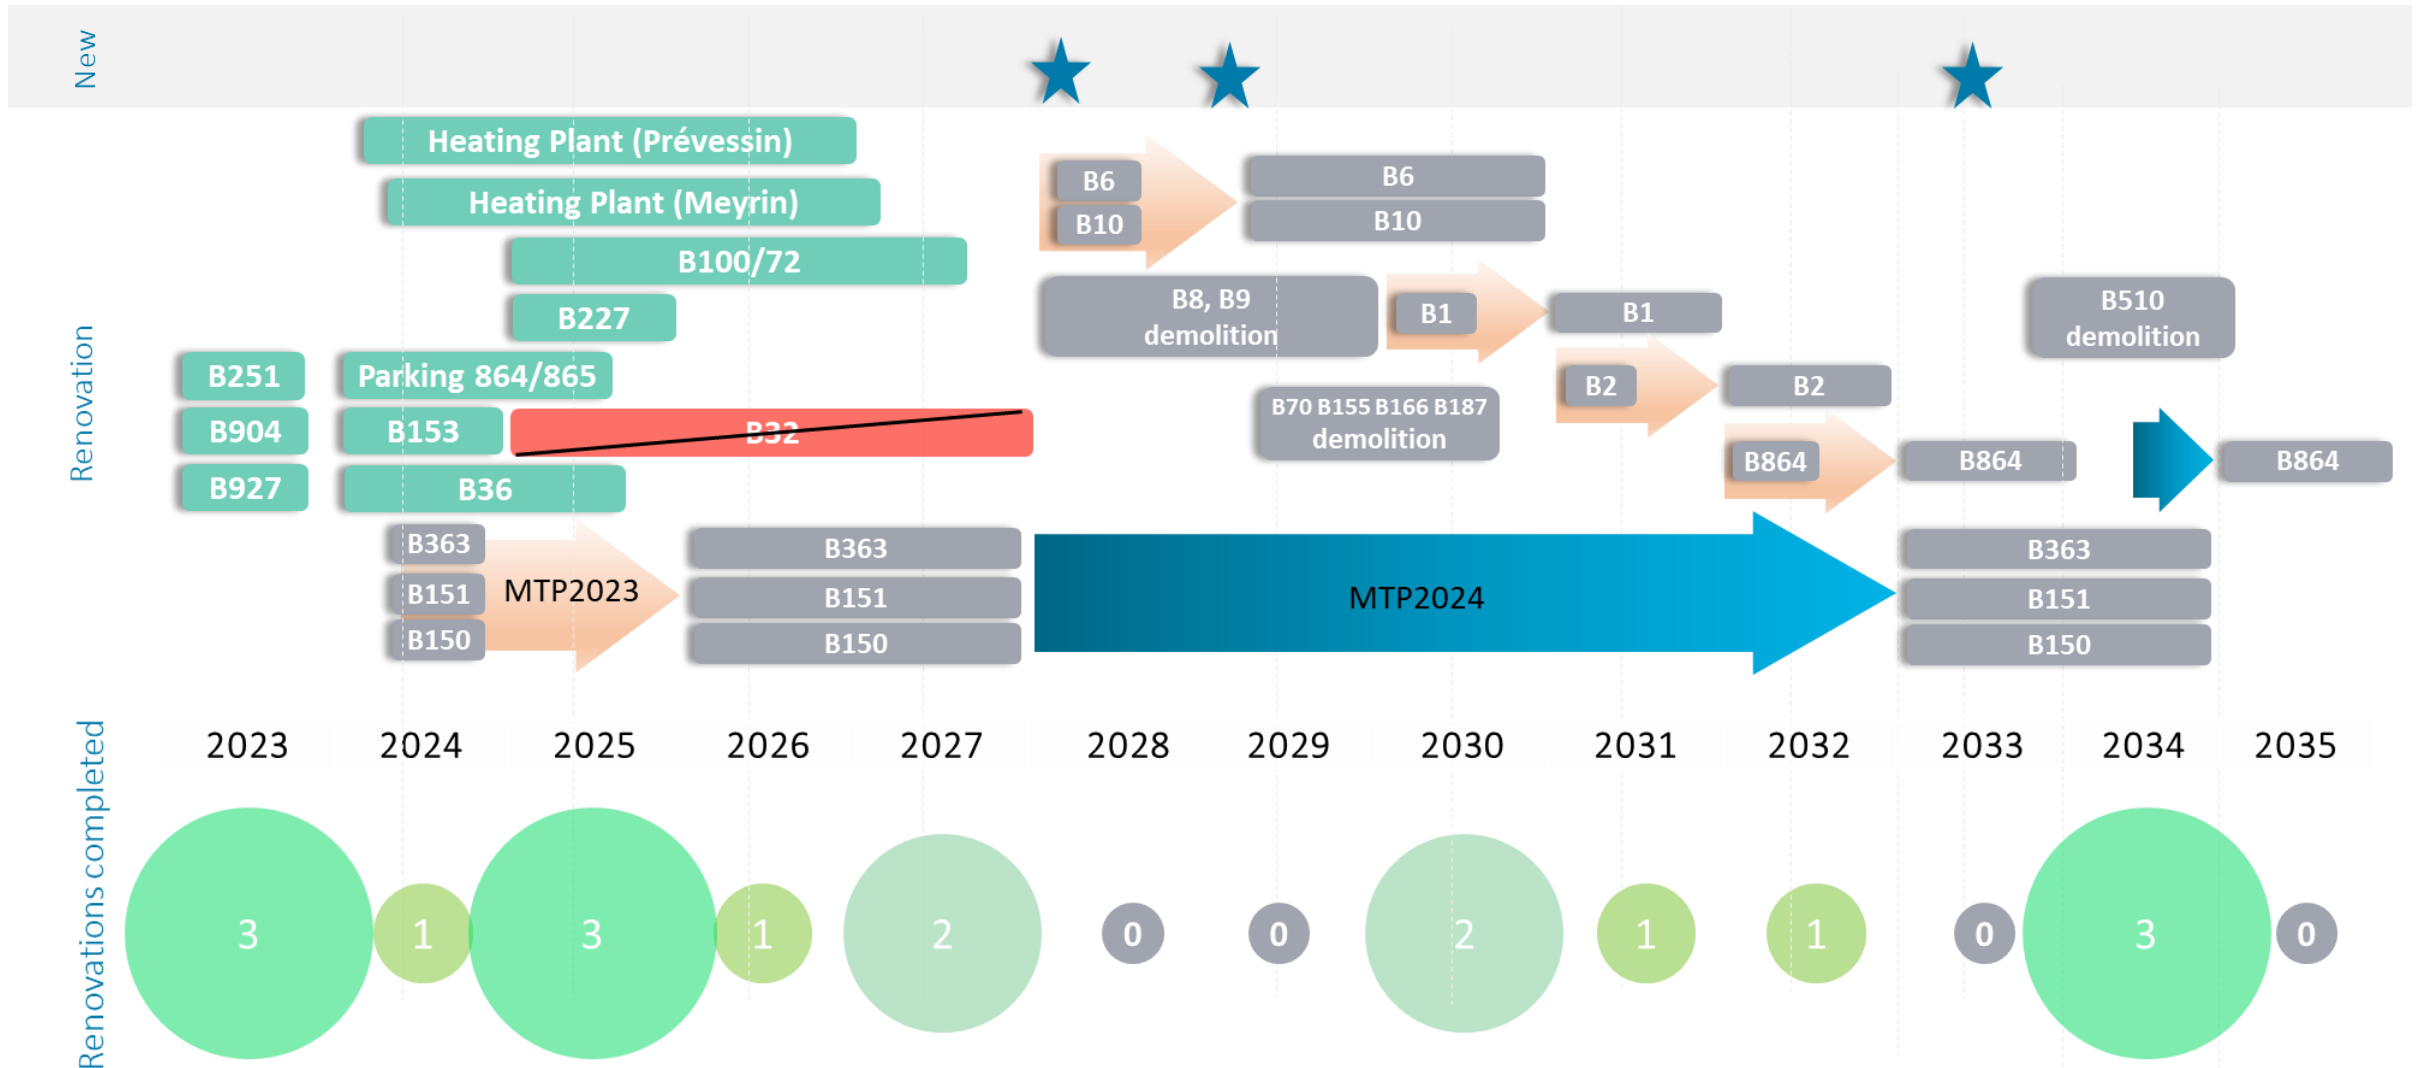 New
Heating Plant (Prévessin)
Heating Plant (Meyrin)
B100/72
B227
B251
Parking 864/865
B904
B153
B32
B927
B36
B363
B151
B150
MTP2023
B363
B151
B150
B6
B10
B6
B10
B8, B9
demolition
B1
B1
B510
demolition
B2
B2
B70 B155 B166 B187
demolition
B864
B864
B864
MTP2024
B363
B151
B150
Renovation
2023
2024
2025
2026
2027
2028
2029
2030
2031
2032
2033
2034
2035
Renovations completed
3
1
3
1
2
0
0
2
1
1
0
3
0